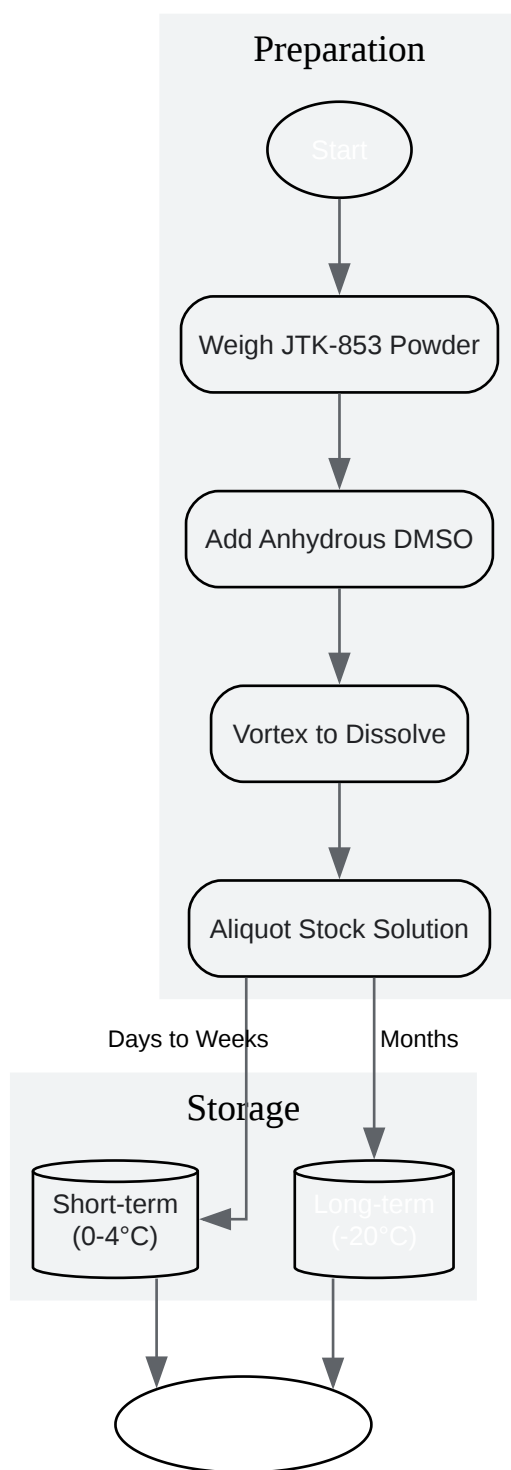 Preparation
Start
Weigh JTK-853 Powder
Add Anhydrous DMSO
Vortex to Dissolve
Aliquot Stock Solution
Days to Weeks
Months
Storage
Short-term
(0-4°C)
Long-term
(-20°C)